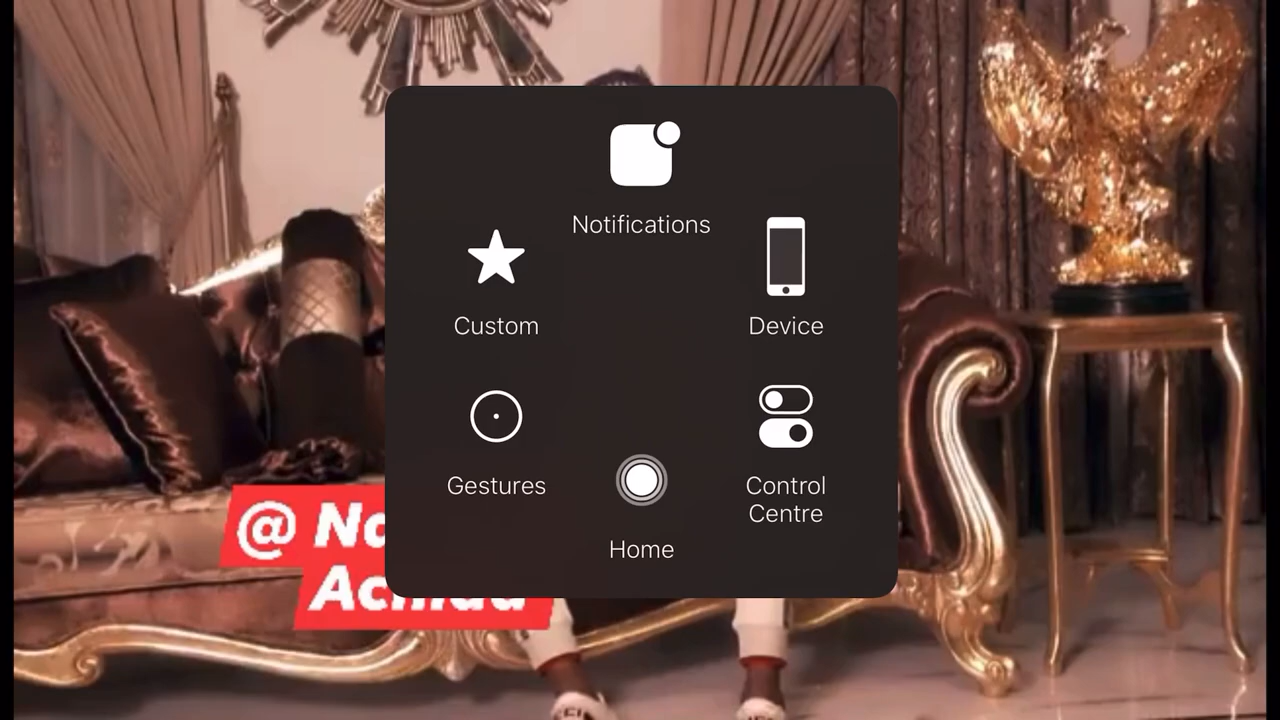 Notifications
Custom
Device
Gestures
Control
Centre
Home
@